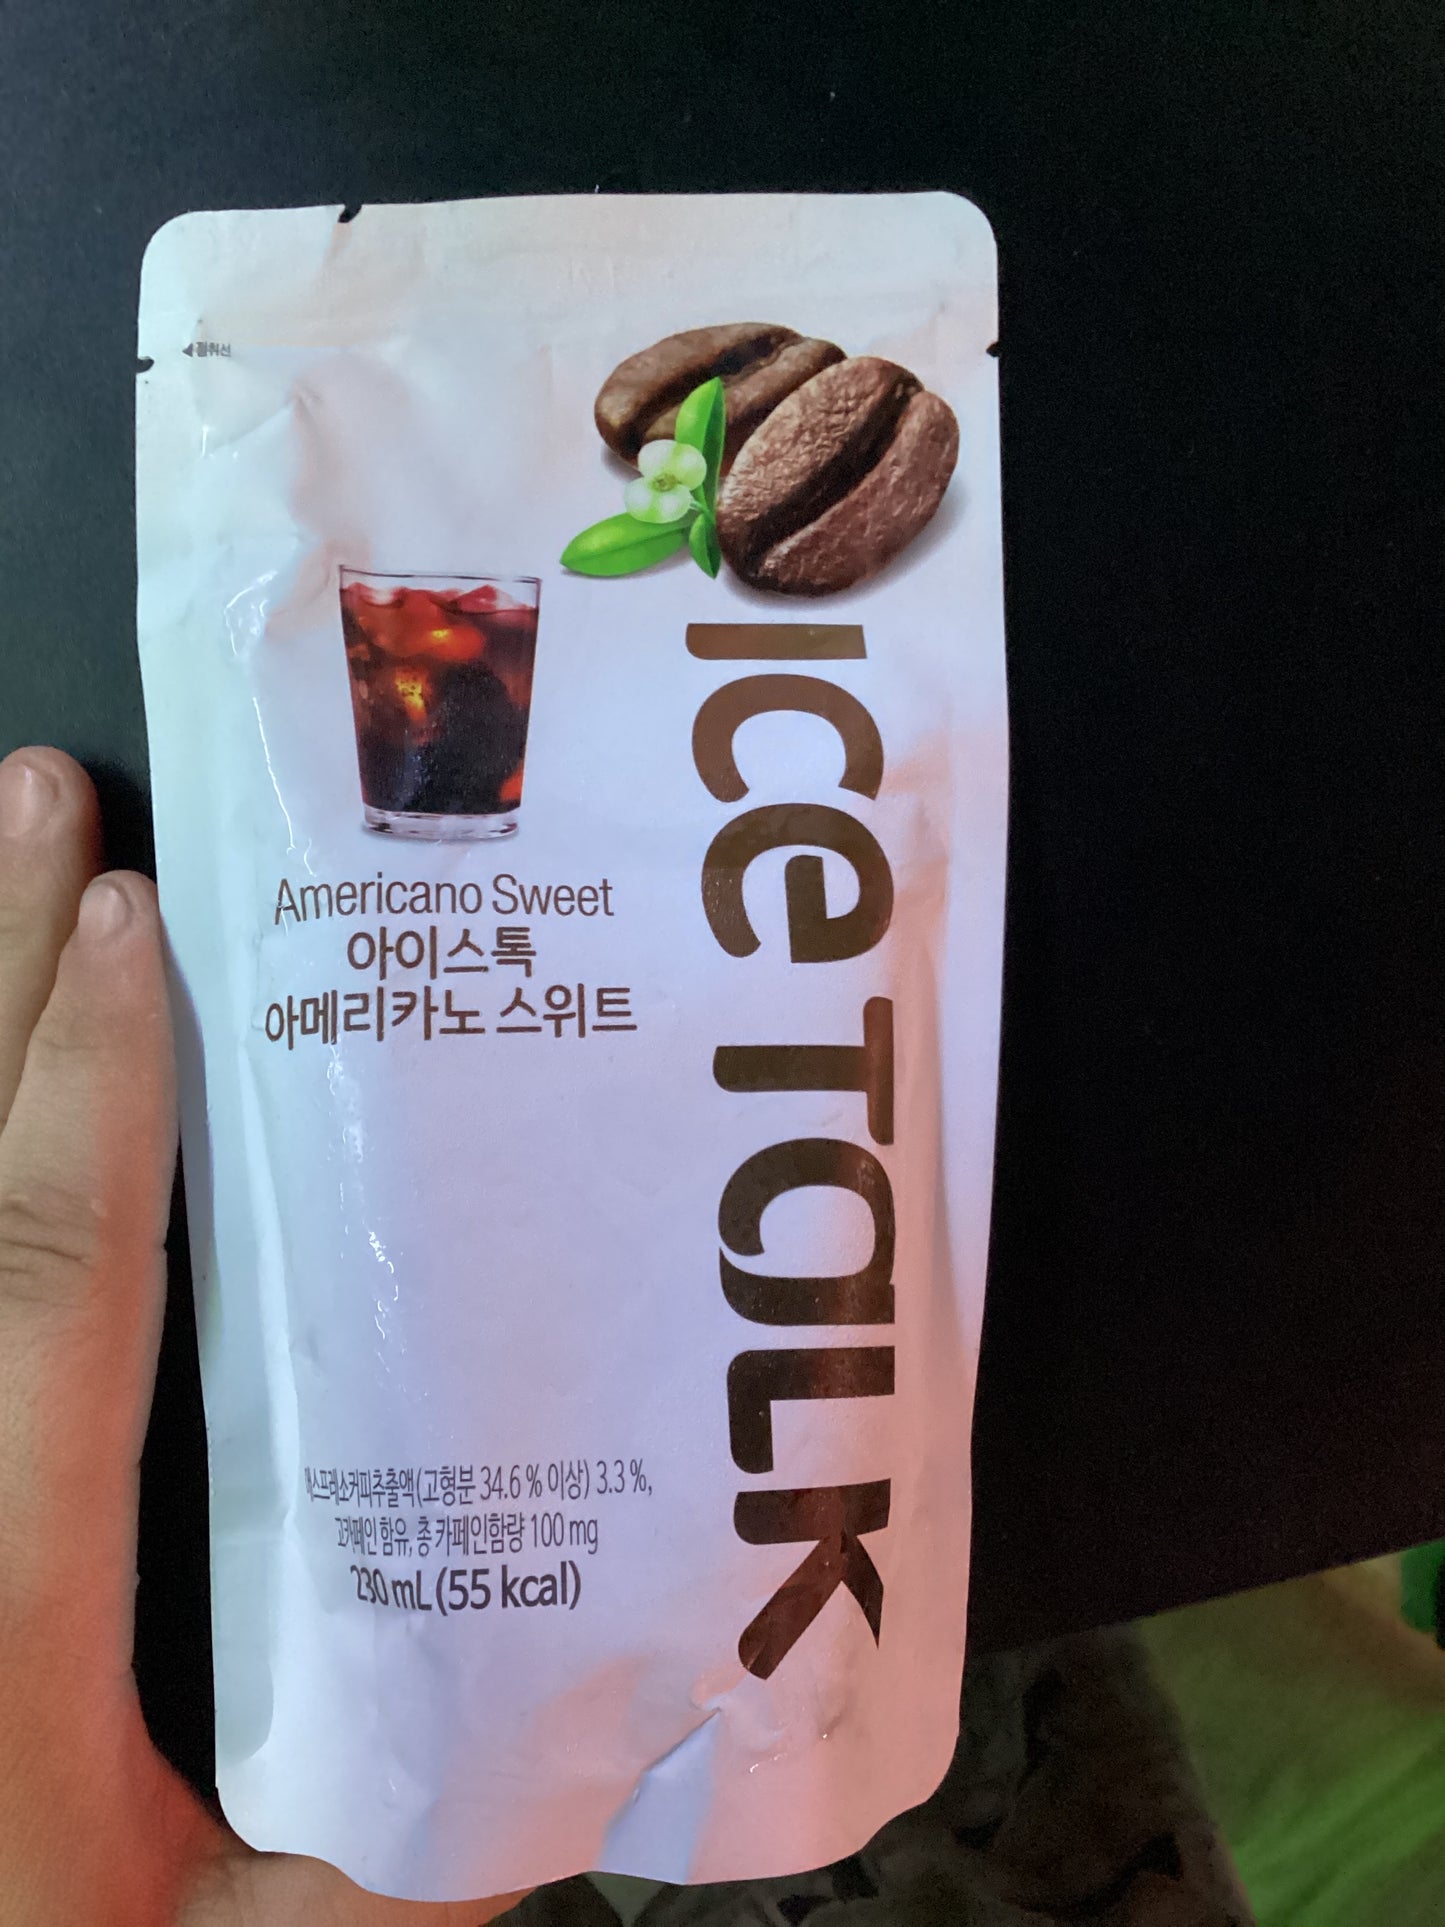 ◀절취선
Americano Sweet
아이스톡
아메리카노 스위트
ICE TALK
에스프레소커피추출액(고형분 34.6 % 이상) 3.3 %,
고카페인 함유, 총 카페인함량 100 mg
230 mL (55 kcal)